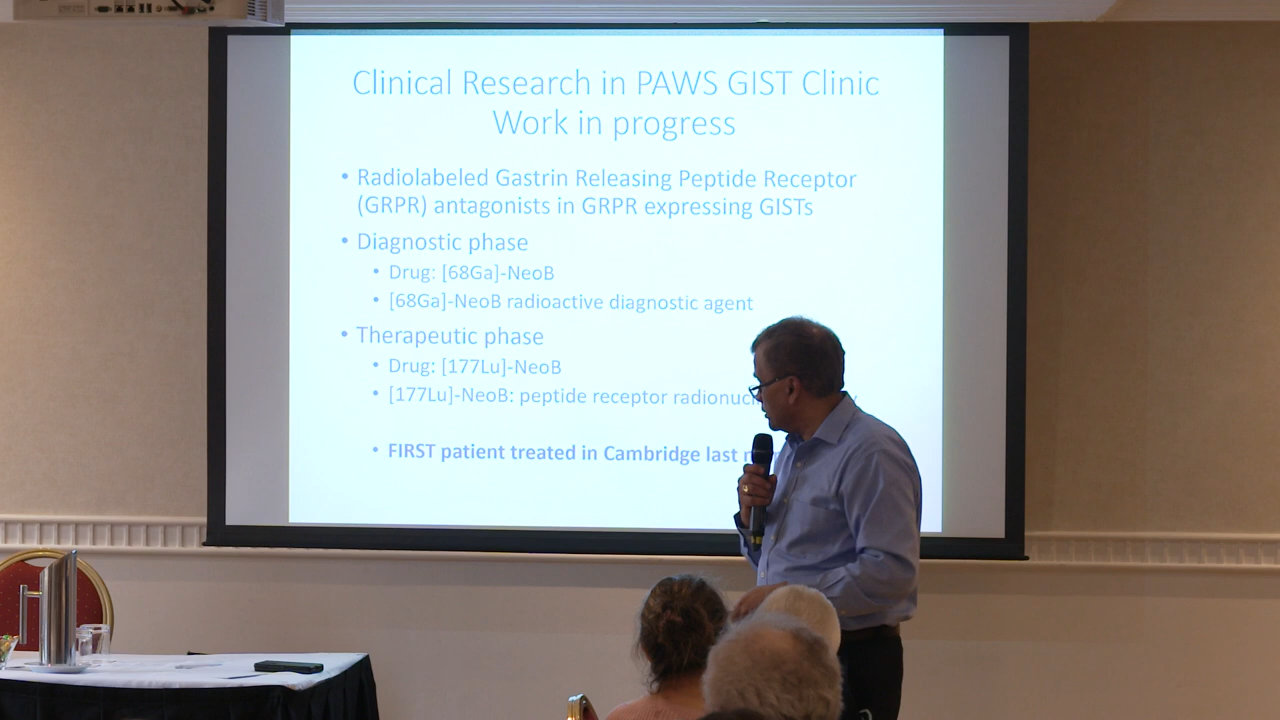 Clinical Research in PAWS GIST Clinic
Work in progress
• Radiolabeled Gastrin Releasing Peptide Receptor
(GRPR) antagonists in GRPR expressing GISTs
• Diagnostic phase
• Drug: [68Ga]-NeoB
• [68Ga]-NeoB radioactive diagnostic agent
• Therapeutic phase
• Drug: [177Lu]-NeoB
• [177Lu]-NeoB: peptide receptor
• FIRST patient treated in Cambridge last